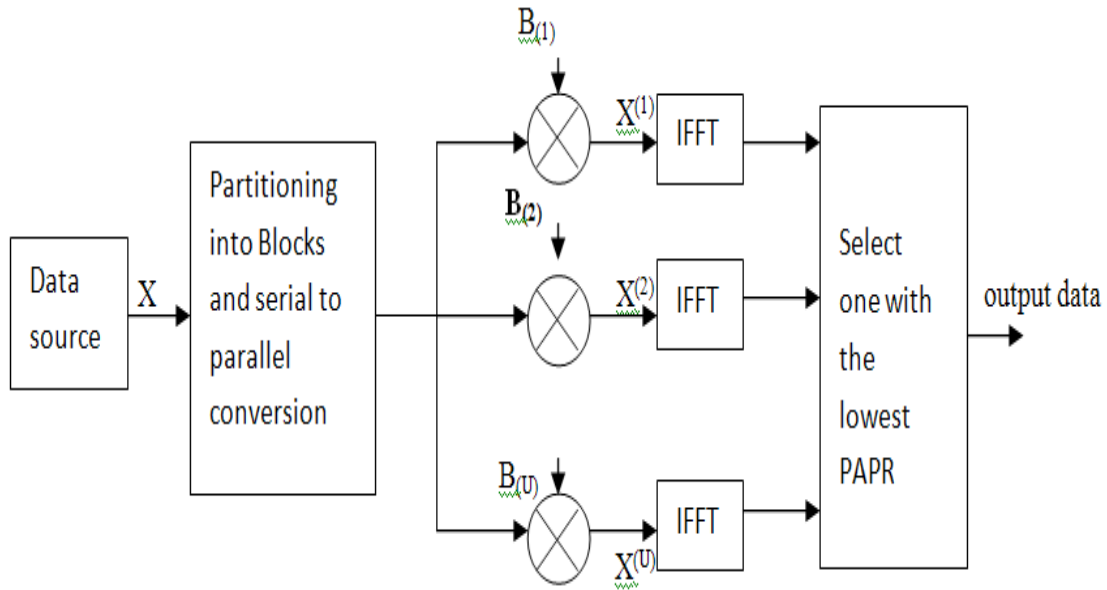 Data
source
X
Partitioning
into Blocks
and serial to
parallel
conversion
B(1)
X(1)
IFFT
B(2)
X(2)
IFFT
B(U)
X(U)
IFFT
Select
one with
the
lowest
PAPR
output data